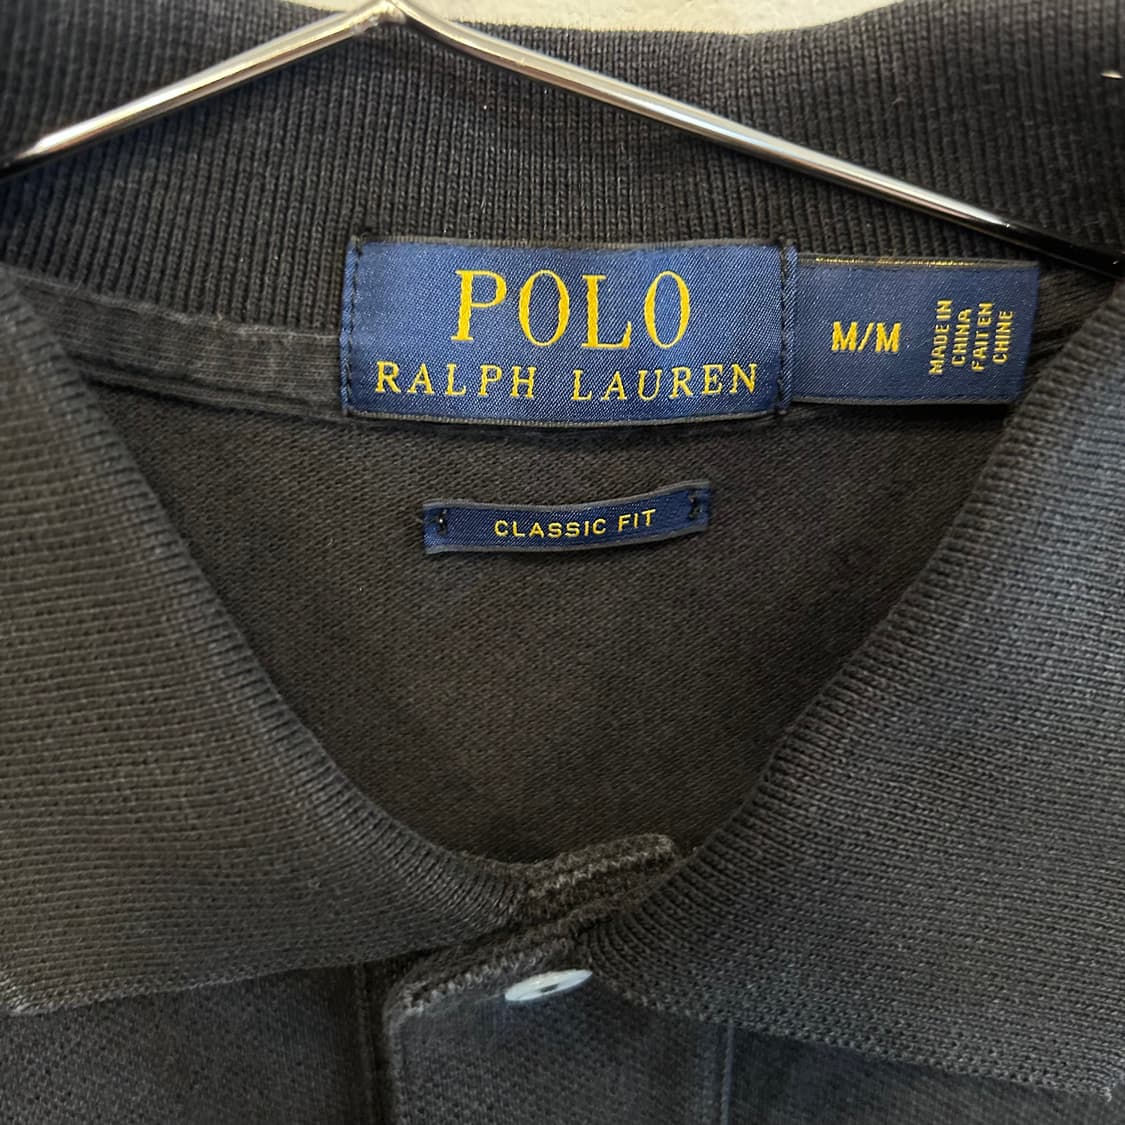 POLO
RALPH LAUREN
M/M
MADE IN
CHINA
FAIT EN
CHINE
CLASSIC FIT